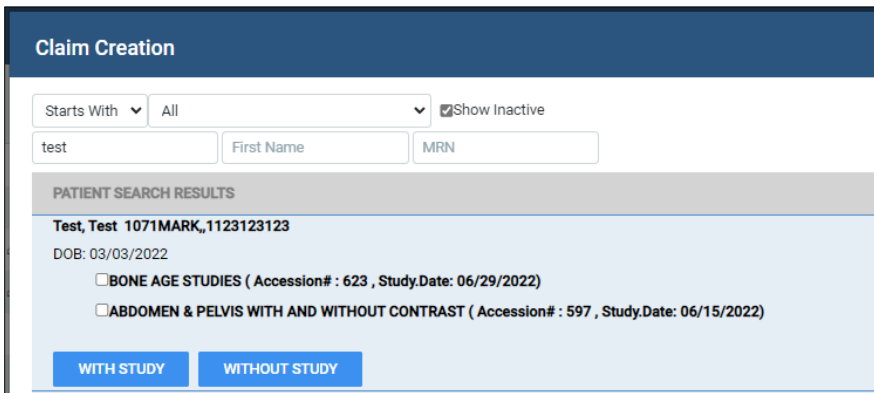 Claim Creation
Starts With All Show Inactive
test First Name MRN
PATIENT SEARCH RESULTS
Test, Test 1071MARK,,1123123123
DOB: 03/03/2022
BONE AGE STUDIES ( Accession# : 623 , Study.Date: 06/29/2022)
ABDOMEN & PELVIS WITH AND WITHOUT CONTRAST ( Accession# : 597 , Study.Date: 06/15/2022)
WITH STUDY WITHOUT STUDY